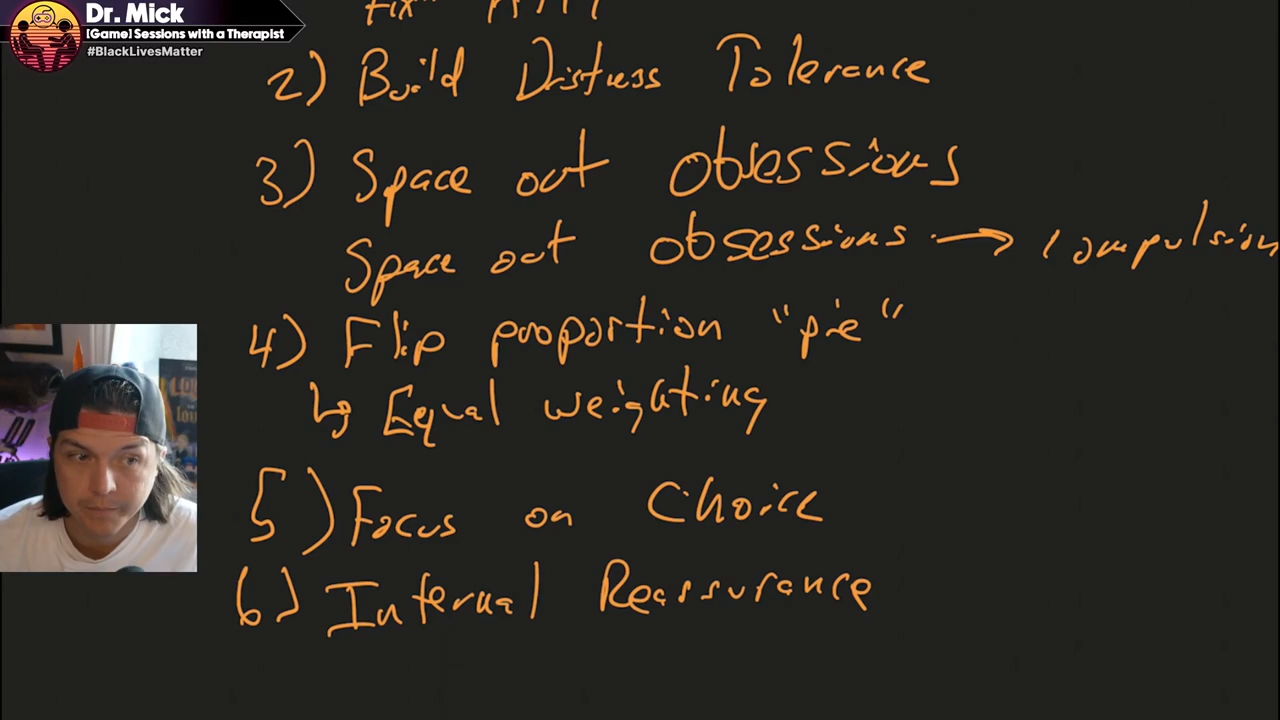 Dr. Mick
[Game] Sessions with a Therapist
#BlackLivesMatter
2) Build Distress Tolerance
3) Space out obsessions
Space out obsessions → compulsion
4) Flip proportion "pie"
↳ Equal weighting
5) Focus on Choice
6) Internal Reassurance